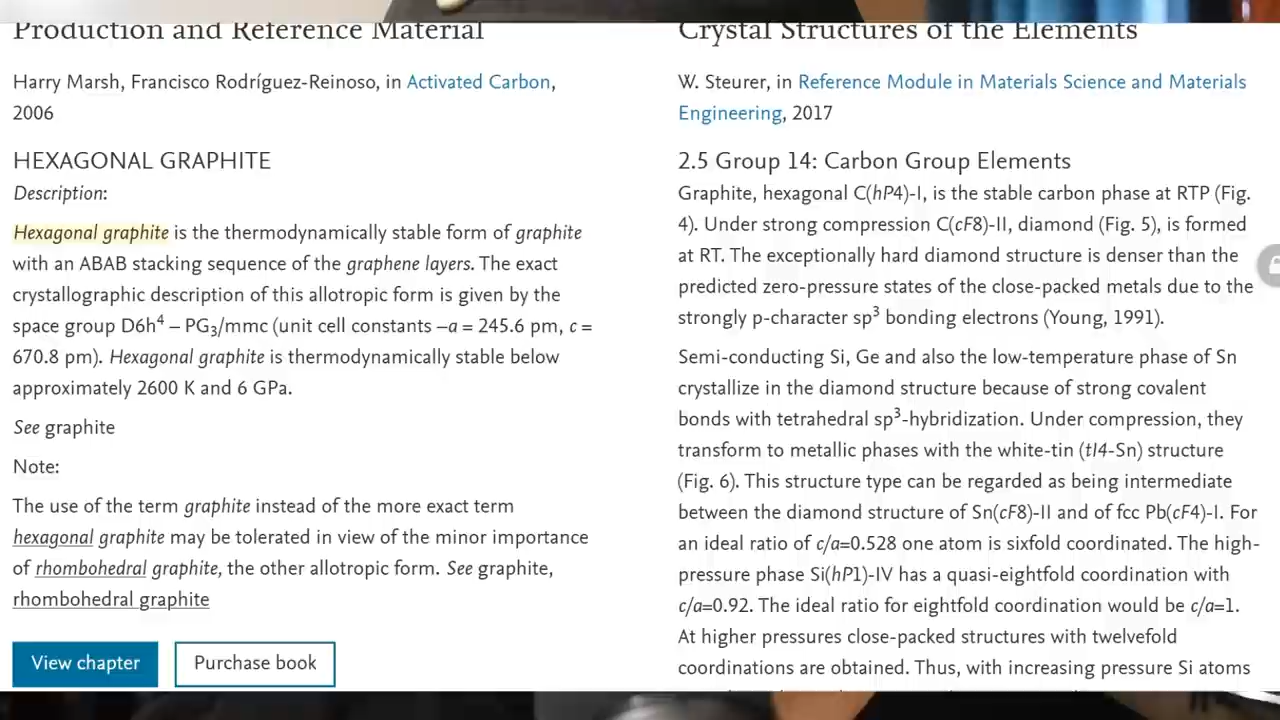 Production and Reference Material
Harry Marsh, Francisco Rodríguez-Reinoso, in Activated Carbon,
2006
HEXAGONAL GRAPHITE
Description:
Hexagonal graphite is the thermodynamically stable form of graphite
with an ABAB stacking sequence of the graphene layers. The exact
crystallographic description of this allotropic form is given by the
space group D6h⁴ – PG₃/mmc (unit cell constants –a = 245.6 pm, c =
670.8 pm). Hexagonal graphite is thermodynamically stable below
approximately 2600 K and 6 GPa.
See graphite
Note:
The use of the term graphite instead of the more exact term
hexagonal graphite may be tolerated in view of the minor importance
of rhombohedral graphite, the other allotropic form. See graphite,
rhombohedral graphite
View chapter
Purchase book
Crystal Structures of the Elements
W. Steurer, in Reference Module in Materials Science and Materials
Engineering, 2017
2.5 Group 14: Carbon Group Elements
Graphite, hexagonal C(hP4)-I, is the stable carbon phase at RTP (Fig.
4). Under strong compression C(cF8)-II, diamond (Fig. 5), is formed
at RT. The exceptionally hard diamond structure is denser than the
predicted zero-pressure states of the close-packed metals due to the
strongly p-character sp³ bonding electrons (Young, 1991).
Semi-conducting Si, Ge and also the low-temperature phase of Sn
crystallize in the diamond structure because of strong covalent
bonds with tetrahedral sp³-hybridization. Under compression, they
transform to metallic phases with the white-tin (tI4-Sn) structure
(Fig. 6). This structure type can be regarded as being intermediate
between the diamond structure of Sn(cF8)-II and of fcc Pb(cF4)-I. For
an ideal ratio of c/a=0.528 one atom is sixfold coordinated. The high-
pressure phase Si(hP1)-IV has a quasi-eightfold coordination with
c/a=0.92. The ideal ratio for eightfold coordination would be c/a=1.
At higher pressures close-packed structures with twelvefold
coordinations are obtained. Thus, with increasing pressure Si atoms